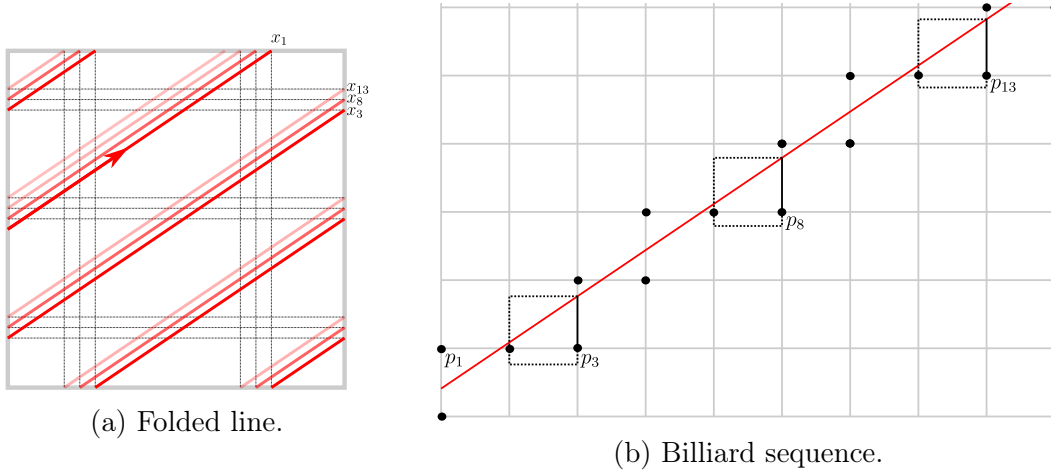 x₁
x₁₃
x₈
x₃
(a) Folded line.
p₁
p₃
p₈
p₁₃
(b) Billiard sequence.